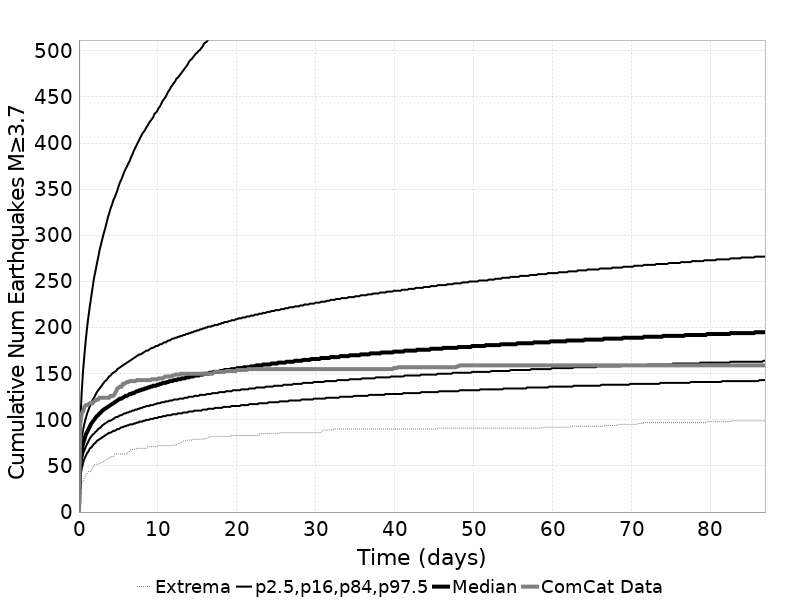 Cumulative Num Earthquakes M≥3.7
500
450
400
350
300
250
200
150
100
50
0
0 10 20 30 40 50 60 70 80
Time (days)
Extrema p2.5,p16,p84,p97.5 Median ComCat Data